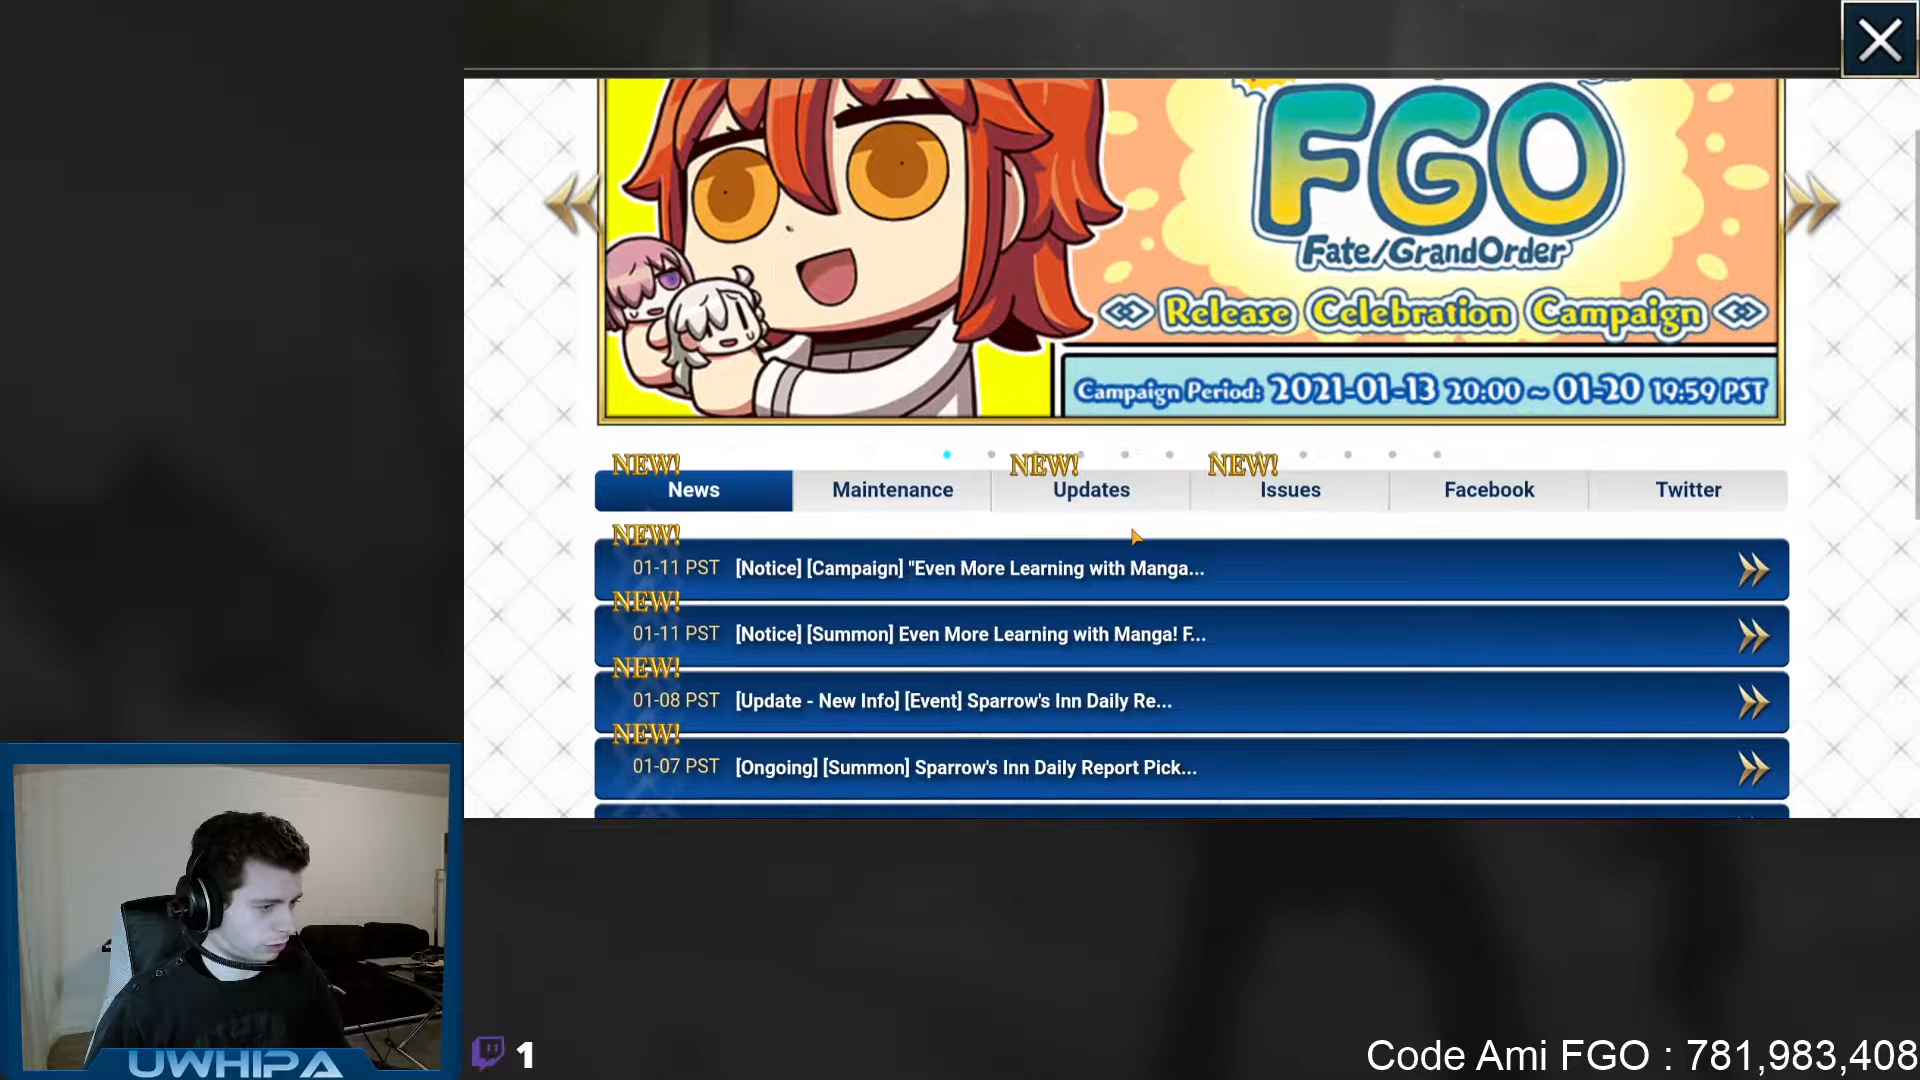 FGO
Fate/GrandOrder
Release Celebration Campaign
Campaign Period: 2021-01-13 20:00 ~ 01-20 19:59 PST
NEW! NEW! NEW!
News Maintenance Updates Issues Facebook Twitter
NEW!
01-11 PST [Notice] [Campaign] "Even More Learning with Manga...
NEW!
01-11 PST [Notice] [Summon] Even More Learning with Manga! F...
NEW!
01-08 PST [Update - New Info] [Event] Sparrow's Inn Daily Re...
NEW!
01-07 PST [Ongoing] [Summon] Sparrow's Inn Daily Report Pick...
UWHIPA
1
Code Ami FGO : 781,983,408